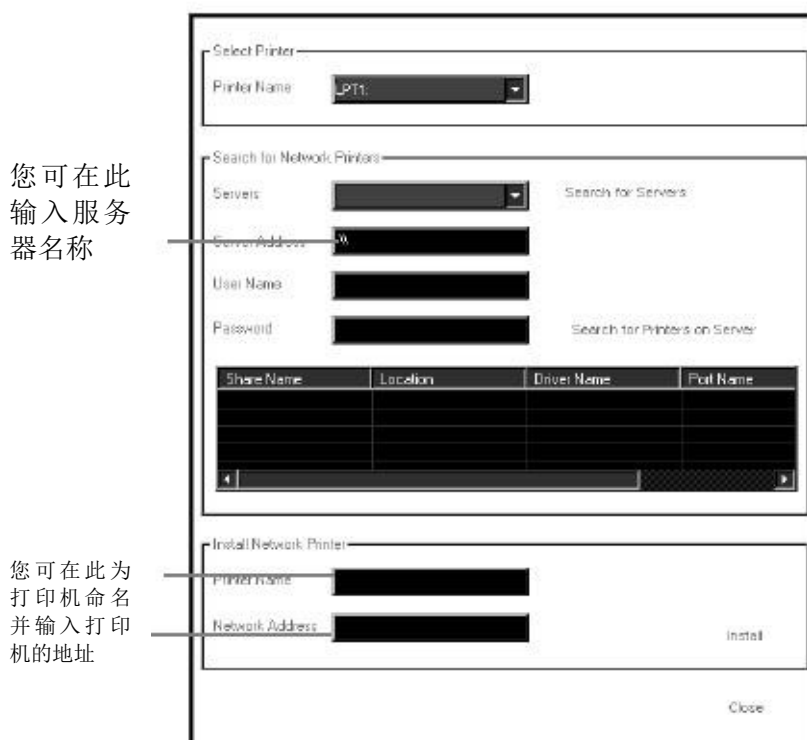 Select Printer
Printer Name LPT1:
Search for Network Printers
您可在此
输入服务
器名称
Servers Search for Servers
Server Address \\
User Name
Password Search for Printers on Server
Share Name Location Driver Name Port Name
Install Network Printer
您可在此为
打印机命名
并输入打印
机的地址
Printer Name
Network Address
Install
Close